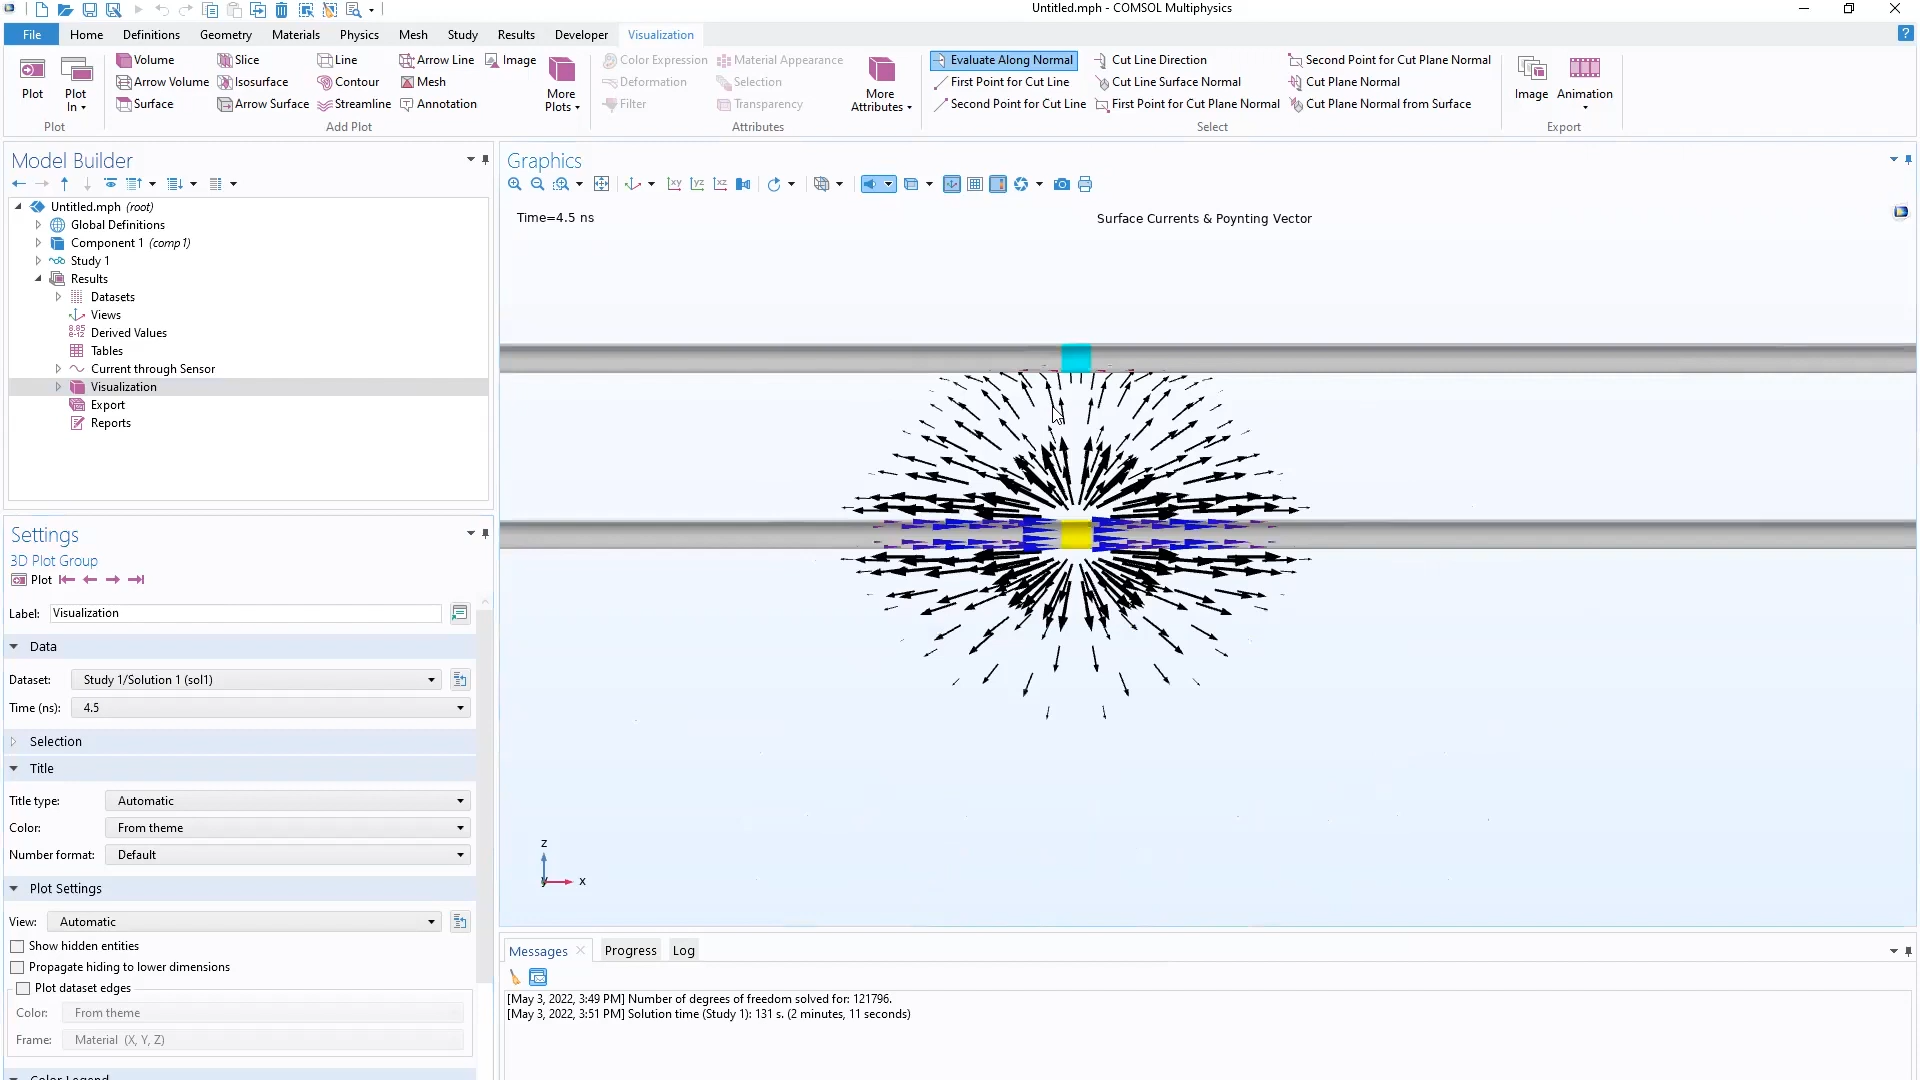 Untitled.mph - COMSOL Multiphysics
File Home Definitions Geometry Materials Physics Mesh Study Results Developer Visualization
Plot
Plot In
Plot
Volume
Arrow Volume
Surface
Slice
Isosurface
Arrow Surface
Line
Contour
Streamline
Arrow Line
Mesh
Annotation
Image
More Plots
Add Plot
Color Expression
Deformation
Filter
Material Appearance
Selection
Transparency
More Attributes
Attributes
Evaluate Along Normal
First Point for Cut Line
Second Point for Cut Line
Cut Line Direction
Cut Line Surface Normal
First Point for Cut Plane Normal
Second Point for Cut Plane Normal
Cut Plane Normal
Cut Plane Normal from Surface
Select
Image
Animation
Export
Model Builder
Untitled.mph (root)
Global Definitions
Component 1 (comp1)
Study 1
Results
Datasets
Views
8.85
e-12
Derived Values
Tables
Current through Sensor
Visualization
Export
Reports
Settings
3D Plot Group
Plot
Label: Visualization
Data
Dataset: Study 1/Solution 1 (sol1)
Time (ns): 4.5
Selection
Title
Title type: Automatic
Color: From theme
Number format: Default
Plot Settings
View: Automatic
Show hidden entities
Propagate hiding to lower dimensions
Plot dataset edges
Color: From theme
Frame: Material (X, Y, Z)
Color Legend
Graphics
xy yz xz
Time=4.5 ns
Surface Currents & Poynting Vector
z
y x
Messages Progress Log
[May 3, 2022, 3:49 PM] Number of degrees of freedom solved for: 121796.
[May 3, 2022, 3:51 PM] Solution time (Study 1): 131 s. (2 minutes, 11 seconds)